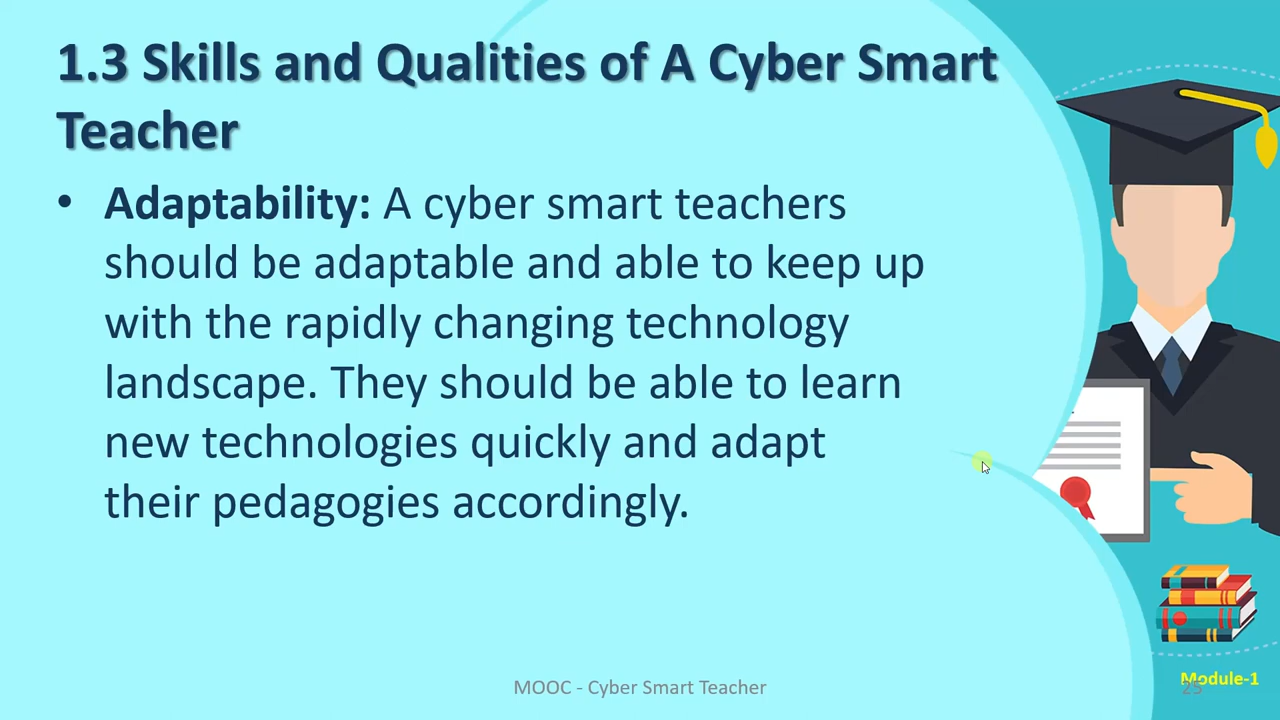 1.3 Skills and Qualities of A Cyber Smart
Teacher
• Adaptability: A cyber smart teachers
should be adaptable and able to keep up
with the rapidly changing technology
landscape. They should be able to learn
new technologies quickly and adapt
their pedagogies accordingly.
MOOC - Cyber Smart Teacher
Module-1
25